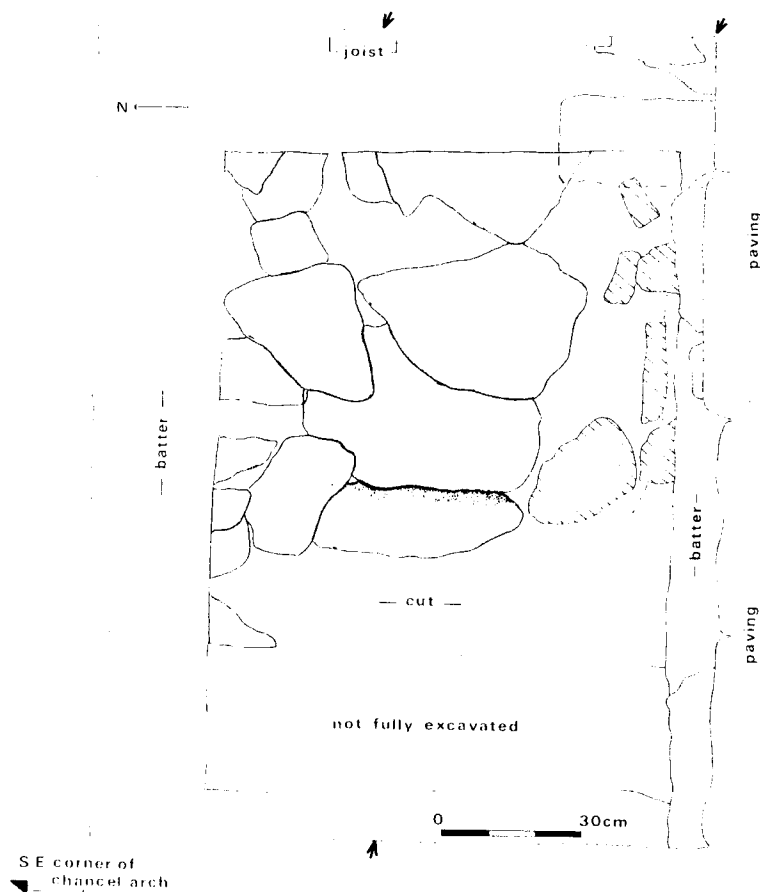 joist
N
paving
batter
batter
cut
paving
not fully excavated
0 30cm
S E corner of
chancel arch